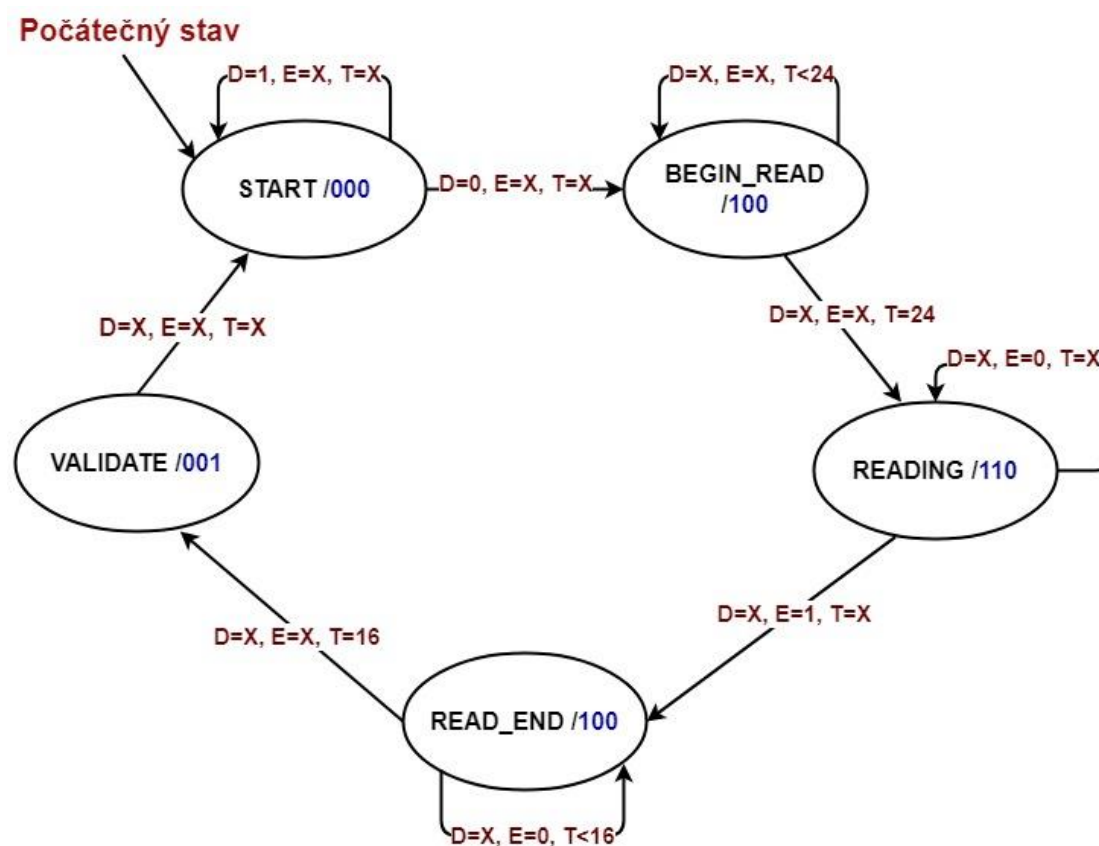 Počátečný stav
D=1, E=X, T=X
D=X, E=X, T<24
START /000
D=0, E=X, T=X
BEGIN_READ
/100
D=X, E=X, T=X
D=X, E=X, T=24
D=X, E=0, T=X
VALIDATE /001
READING /110
D=X, E=X, T=16
D=X, E=1, T=X
READ_END /100
D=X, E=0, T<16